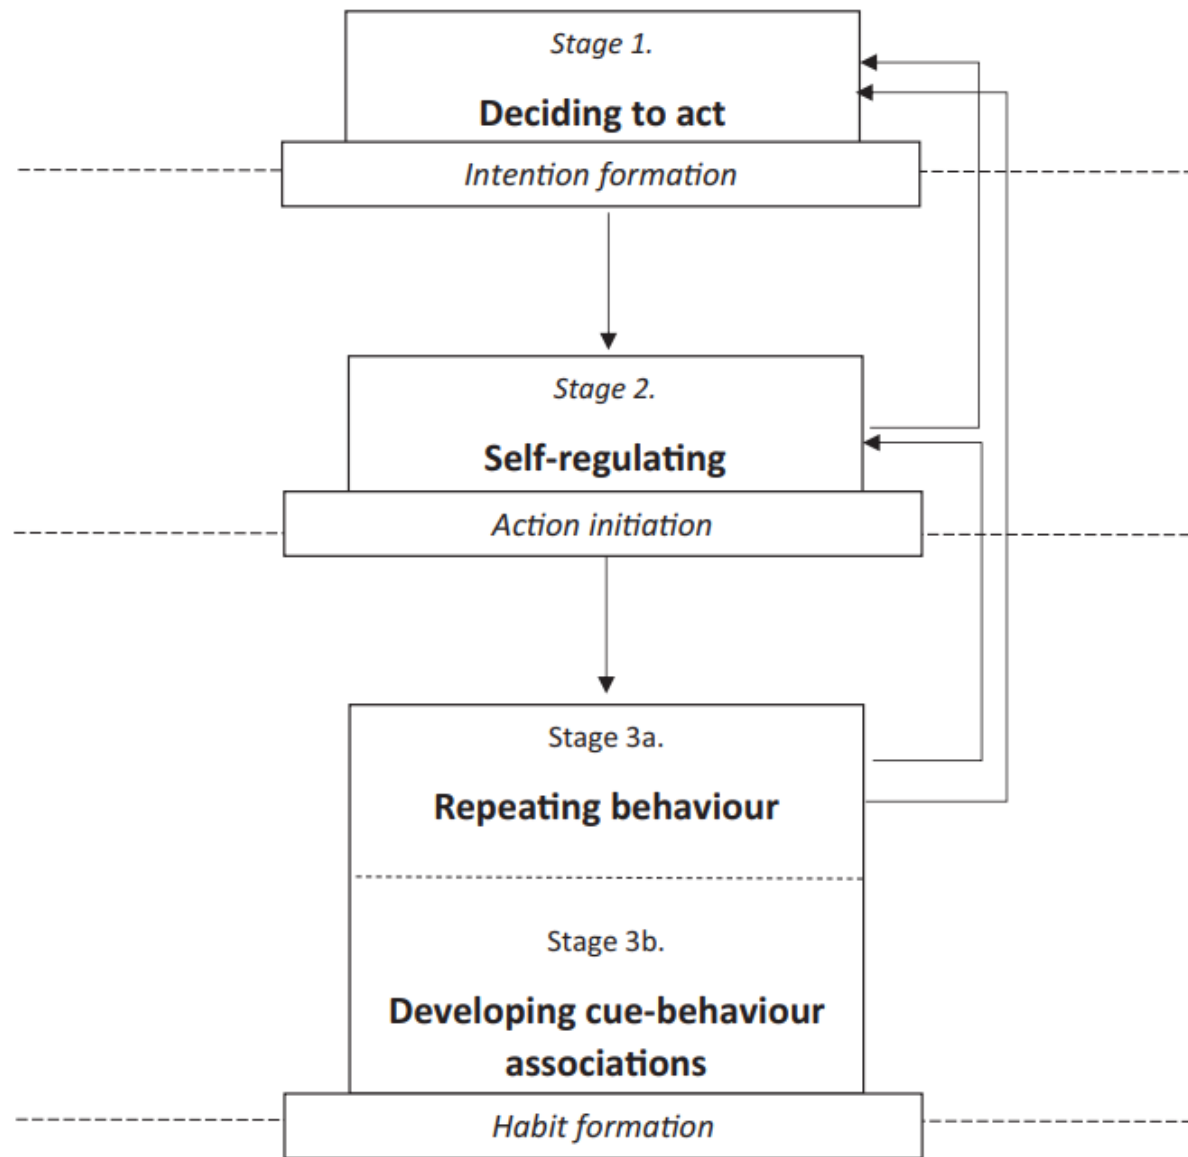 Stage 1.
Deciding to act
Intention formation
Stage 2.
Self-regulating
Action initiation
Stage 3a.
Repeating behaviour
Stage 3b.
Developing cue-behaviour
associations
Habit formation